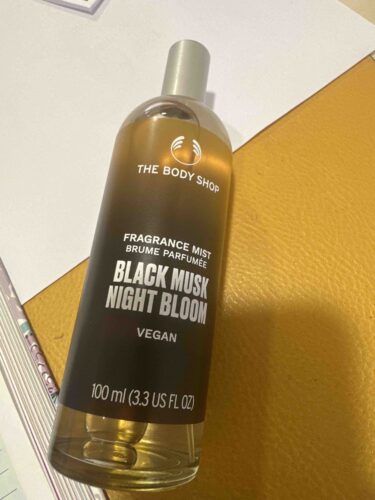 THE BODY SHOP
FRAGRANCE MIST
BRUME PARFUMÉE
BLACK MUSK
NIGHT BLOOM
VEGAN
100 ml (3.3 US FL OZ)